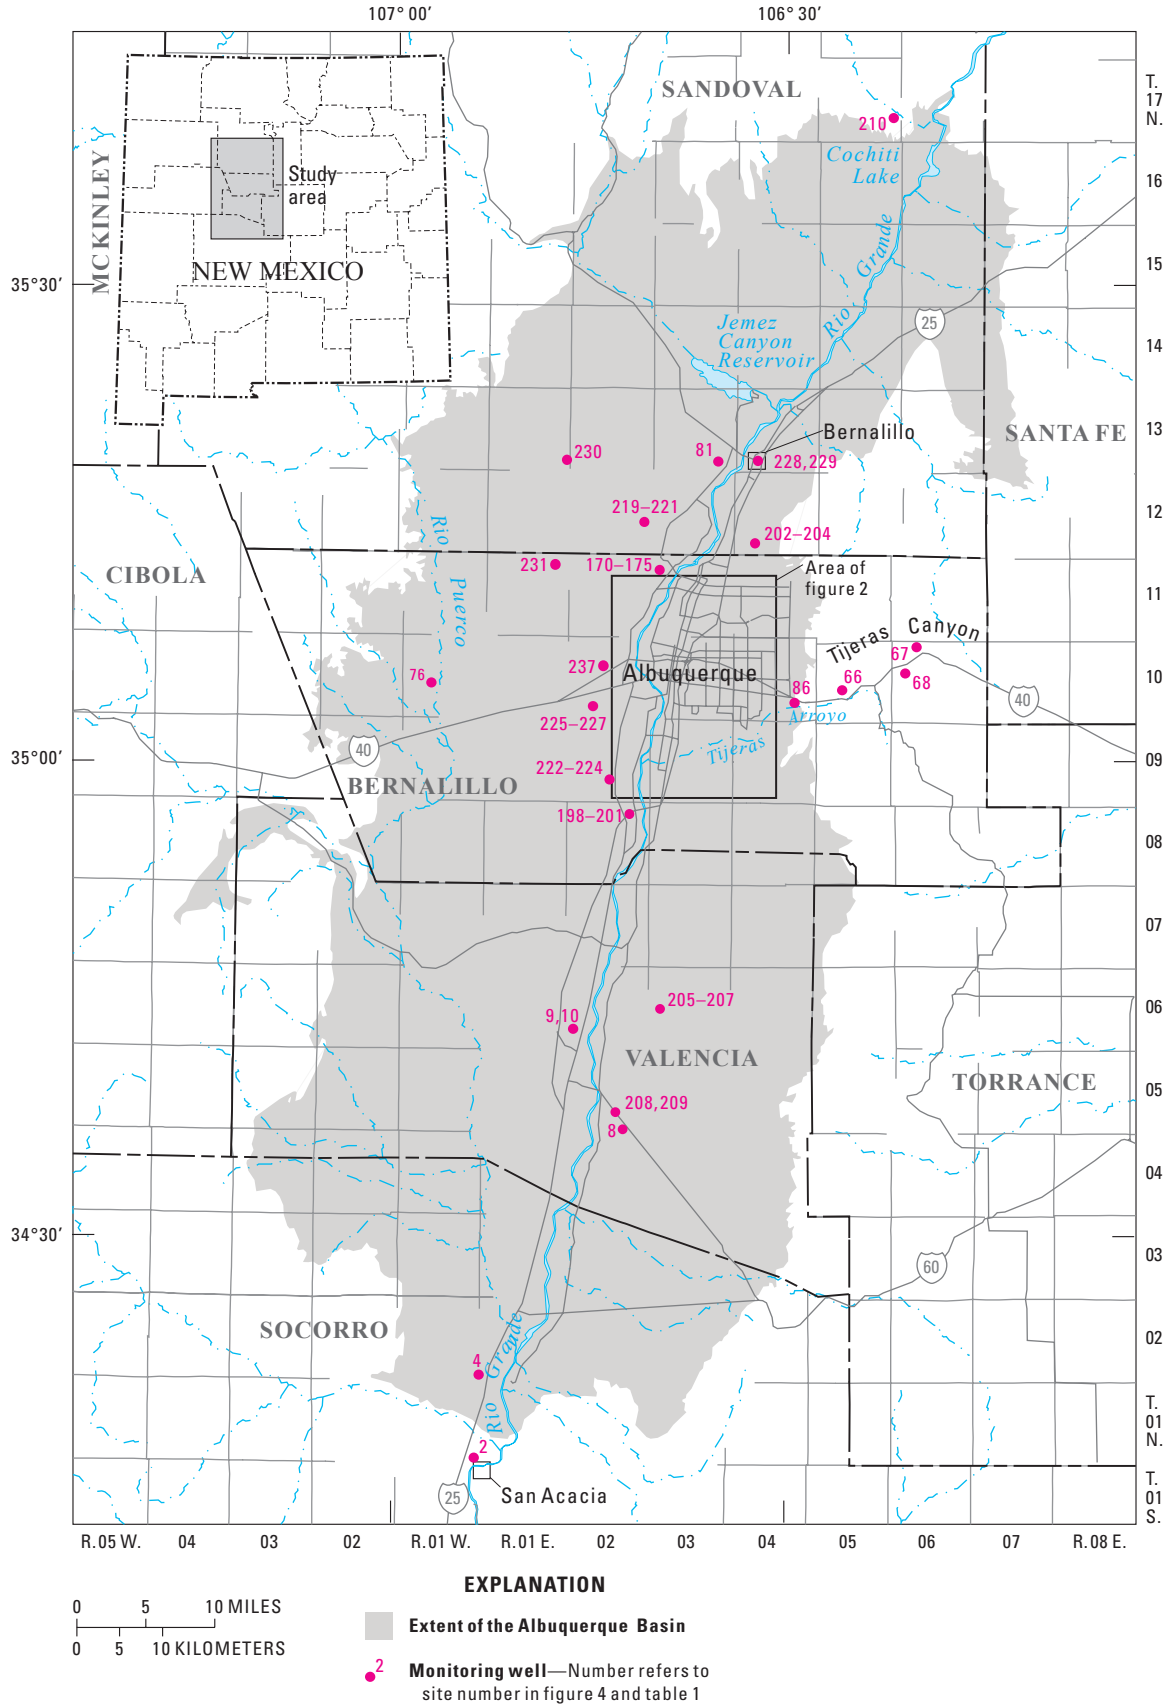 107° 00′
106° 30′
SANDOVAL
T.
17
N.
210
Cochiti
Lake
16
MCKINLEY
Study
area
NEW MEXICO
Rio Grande
15
35°30′
25
Jemez
Canyon
Reservoir
14
13
Bernalillo
SANTA FE
230
81
228,229
219–221
202–204
12
Rio Puerco
CIBOLA
231
170–175
Area of
figure 2
11
Tijeras Canyon
67
237
Albuquerque
76
66
68
10
86
40
225–227
Tijeras Arroyo
40
35°00′
222–224
09
BERNALILLO
198–201
08
07
205–207
06
9,10
VALENCIA
TORRANCE
05
208,209
8
04
34°30′
03
60
SOCORRO
02
Rio Grande
4
T.
01
N.
2
San Acacia
25
T.
01
S.
R. 05 W.
04
03
02
R. 01 W.
R. 01 E.
02
03
04
05
06
07
R. 08 E.
EXPLANATION
0 5 10 MILES
0 5 10 KILOMETERS
Extent of the Albuquerque Basin
2
Monitoring well—Number refers to
site number in figure 4 and table 1